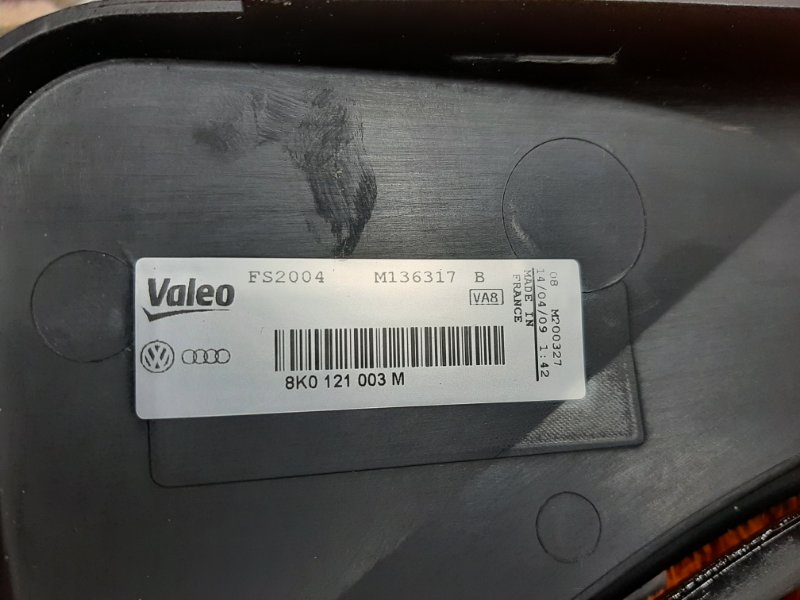 Valeo
FS2004 M136317 B
VA8
8K0 121 003 M
08 M200327
14/04/09 1:42
MADE IN
FRANCE